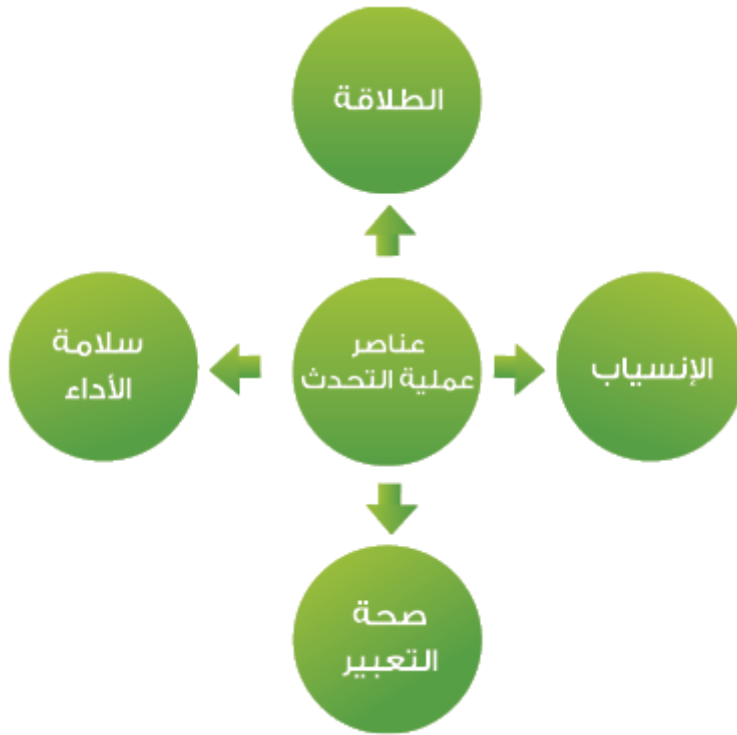 الطلاقة
عناصر
عملية التحدث
الإنسياب
سلامة
الأداء
صحة
التعبير